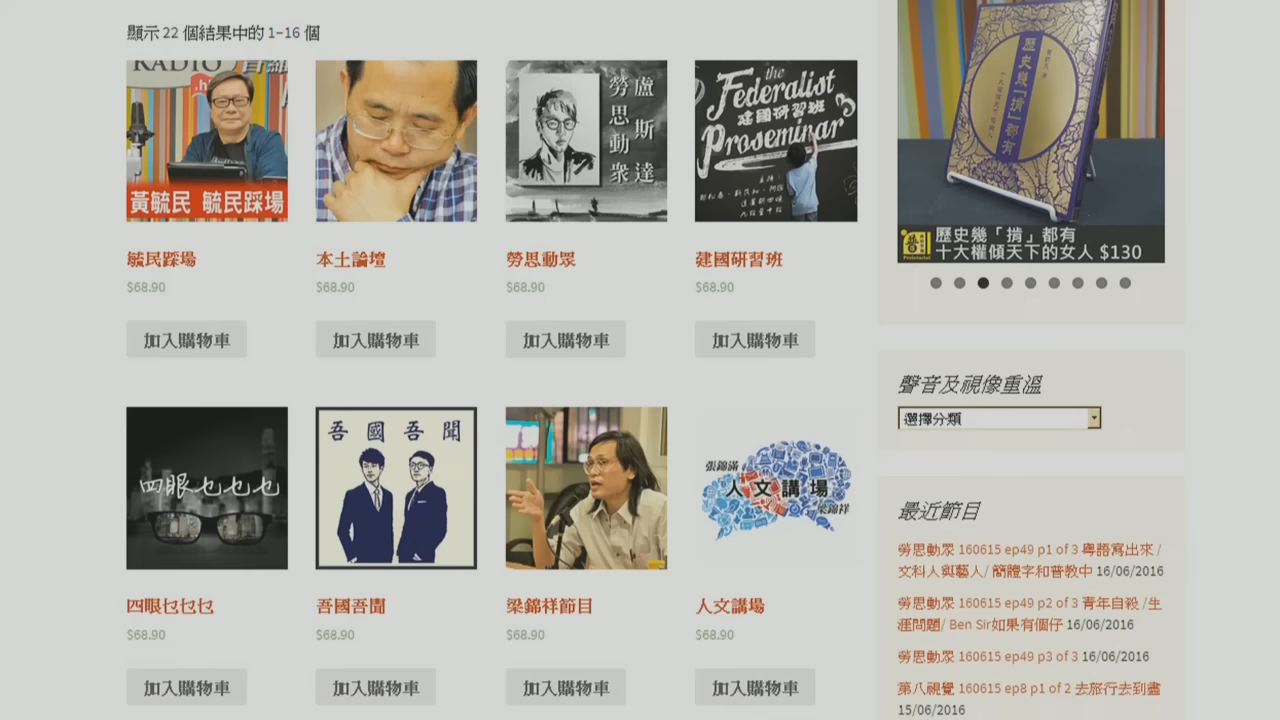 顯示 22 個結果中的 1–16 個
RADIO
.hk
黃毓民 毓民踩場
盧斯達
勞思動眾
the
Federalist
建國研習班
Proseminar
3
毓民踩場
$68.90
加入購物車
本土論壇
$68.90
加入購物車
勞思動眾
$68.90
加入購物車
建國研習班
$68.90
加入購物車
四眼乜乜乜
吾國吾聞
張錦滿
人文講場
梁錦祥
四眼乜乜乜
$68.90
加入購物車
吾國吾聞
$68.90
加入購物車
梁錦祥節目
$68.90
加入購物車
人文講場
$68.90
加入購物車
歷史幾「掯」都有
普
歷史幾「掯」都有
十大權傾天下的女人 $130
聲音及視像重溫
選擇分類
最近節目
勞思動眾 160615 ep49 p1 of 3 粵語寫出來 /
文科人與藝人/ 簡體字和普教中 16/06/2016
勞思動眾 160615 ep49 p2 of 3 青年自殺 /生
涯問題/ Ben Sir如果有個仔 16/06/2016
勞思動眾 160615 ep49 p3 of 3 16/06/2016
第八視覺 160615 ep8 p1 of 2 去旅行去到盡
15/06/2016